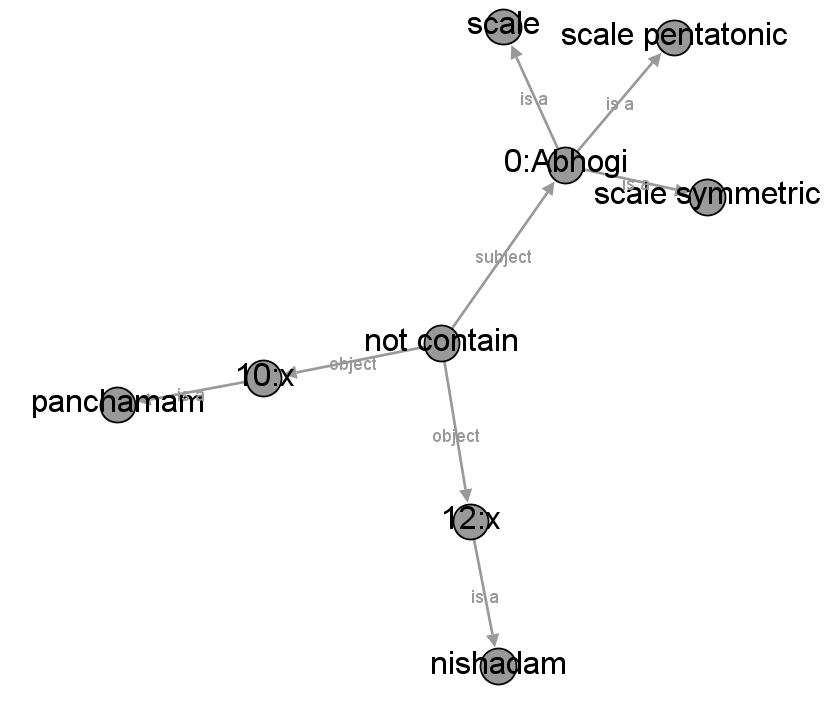 scale
scale pentatonic
is a
is a
0:Abhogi
is a
scale symmetric
subject
not contain
object
10:x
is a
panchamam
object
12:x
is a
nishadam